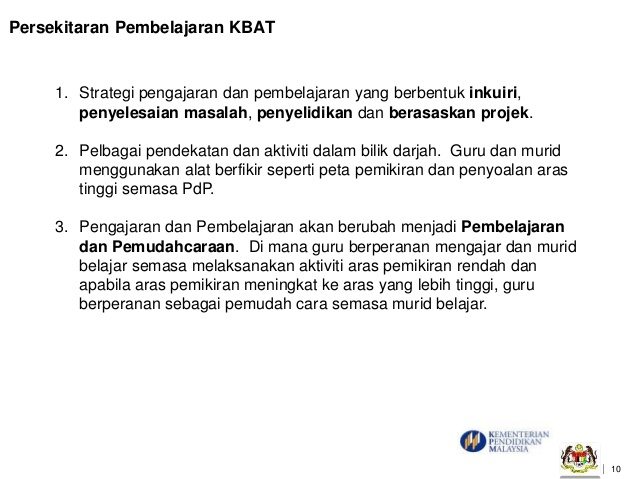 Persekitaran Pembelajaran KBAT
1. Strategi pengajaran dan pembelajaran yang berbentuk inkuiri,
penyelesaian masalah, penyelidikan dan berasaskan projek.
2. Pelbagai pendekatan dan aktiviti dalam bilik darjah. Guru dan murid
menggunakan alat berfikir seperti peta pemikiran dan penyoalan aras
tinggi semasa PdP.
3. Pengajaran dan Pembelajaran akan berubah menjadi Pembelajaran
dan Pemudahcaraan. Di mana guru berperanan mengajar dan murid
belajar semasa melaksanakan aktiviti aras pemikiran rendah dan
apabila aras pemikiran meningkat ke aras yang lebih tinggi, guru
berperanan sebagai pemudah cara semasa murid belajar.
KEMENTERIAN
PENDIDIKAN
MALAYSIA
| 10